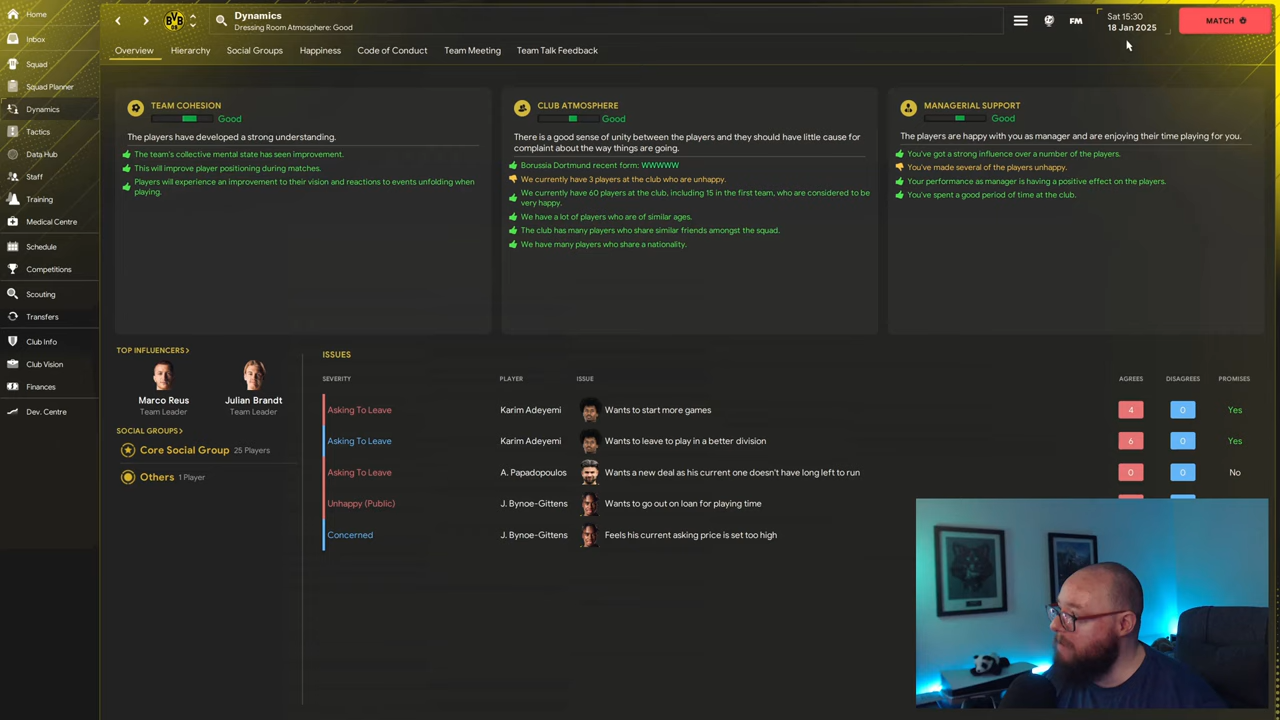 Home
Inbox
Squad
Squad Planner
Dynamics
Tactics
Data Hub
Staff
Training
Medical Centre
Schedule
Competitions
Scouting
Transfers
Club Info
Club Vision
Finances
Dev. Centre
BVB
09
Dynamics
Dressing Room Atmosphere: Good
FM
Sat 15:30
18 Jan 2025
MATCH
Overview
Hierarchy
Social Groups
Happiness
Code of Conduct
Team Meeting
Team Talk Feedback
TEAM COHESION
Good
The players have developed a strong understanding.
The team's collective mental state has seen improvement.
This will improve player positioning during matches.
Players will experience an improvement to their vision and reactions to events unfolding when
playing.
CLUB ATMOSPHERE
Good
There is a good sense of unity between the players and they should have little cause for
complaint about the way things are going.
Borussia Dortmund recent form: WWWWW
We currently have 3 players at the club who are unhappy.
We currently have 60 players at the club, including 15 in the first team, who are considered to be
very happy.
We have a lot of players who are of similar ages.
The club has many players who share similar friends amongst the squad.
We have many players who share a nationality.
MANAGERIAL SUPPORT
Good
The players are happy with you as manager and are enjoying their time playing for you.
You've got a strong influence over a number of the players.
You've made several of the players unhappy.
Your performance as manager is having a positive effect on the players.
You've spent a good period of time at the club.
TOP INFLUENCERS >
Marco Reus
Team Leader
Julian Brandt
Team Leader
SOCIAL GROUPS >
Core Social Group 25 Players
Others 1 Player
ISSUES
SEVERITY PLAYER ISSUE AGREES DISAGREES PROMISES
Asking To Leave Karim Adeyemi Wants to start more games 4 0 Yes
Asking To Leave Karim Adeyemi Wants to leave to play in a better division 6 0 Yes
Asking To Leave A. Papadopoulos Wants a new deal as his current one doesn't have long left to run 0 0 No
Unhappy (Public) J. Bynoe-Gittens Wants to go out on loan for playing time
Concerned J. Bynoe-Gittens Feels his current asking price is set too high